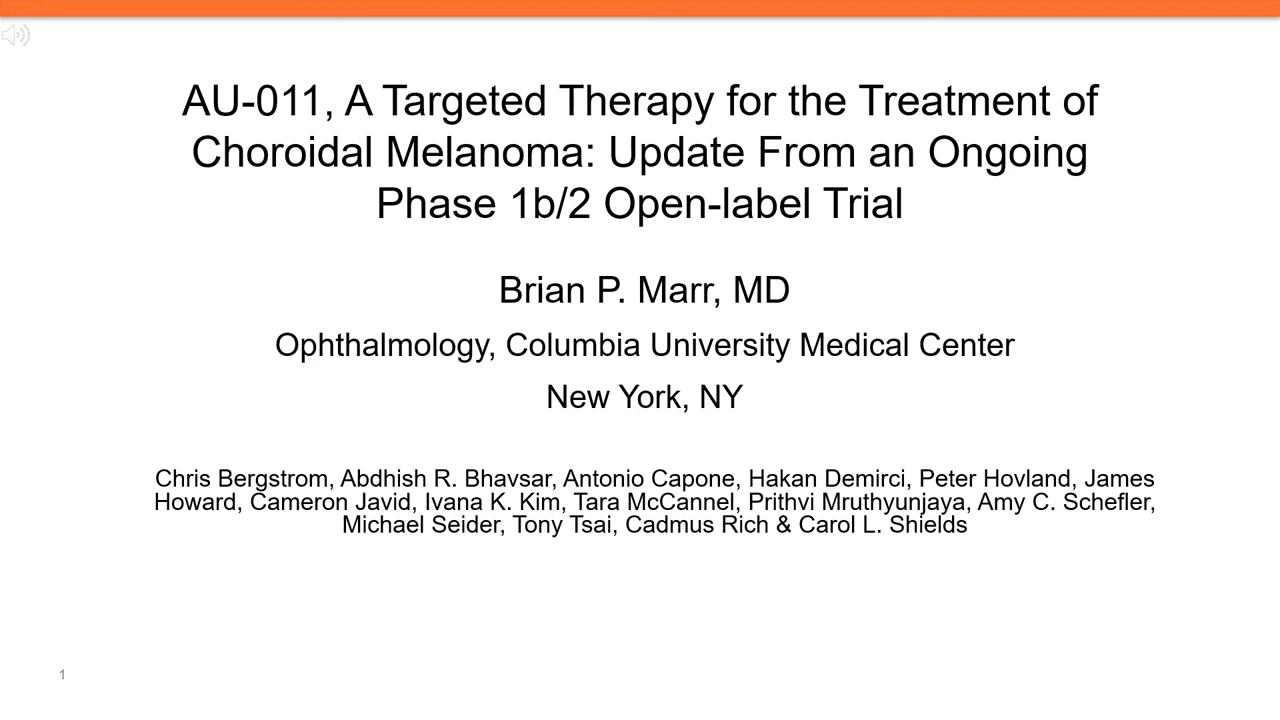 AU-011, A Targeted Therapy for the Treatment of
Choroidal Melanoma: Update From an Ongoing
Phase 1b/2 Open-label Trial
Brian P. Marr, MD
Ophthalmology, Columbia University Medical Center
New York, NY
Chris Bergstrom, Abdhish R. Bhavsar, Antonio Capone, Hakan Demirci, Peter Hovland, James
Howard, Cameron Javid, Ivana K. Kim, Tara McCannel, Prithvi Mruthyunjaya, Amy C. Schefler,
Michael Seider, Tony Tsai, Cadmus Rich & Carol L. Shields
1